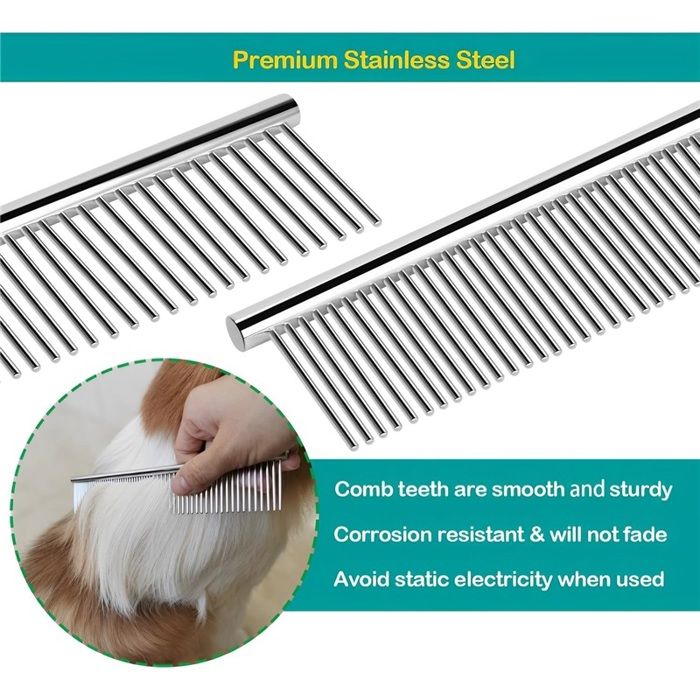 Premium Stainless Steel
Comb teeth are smooth and sturdy
Corrosion resistant & will not fade
Avoid static electricity when used